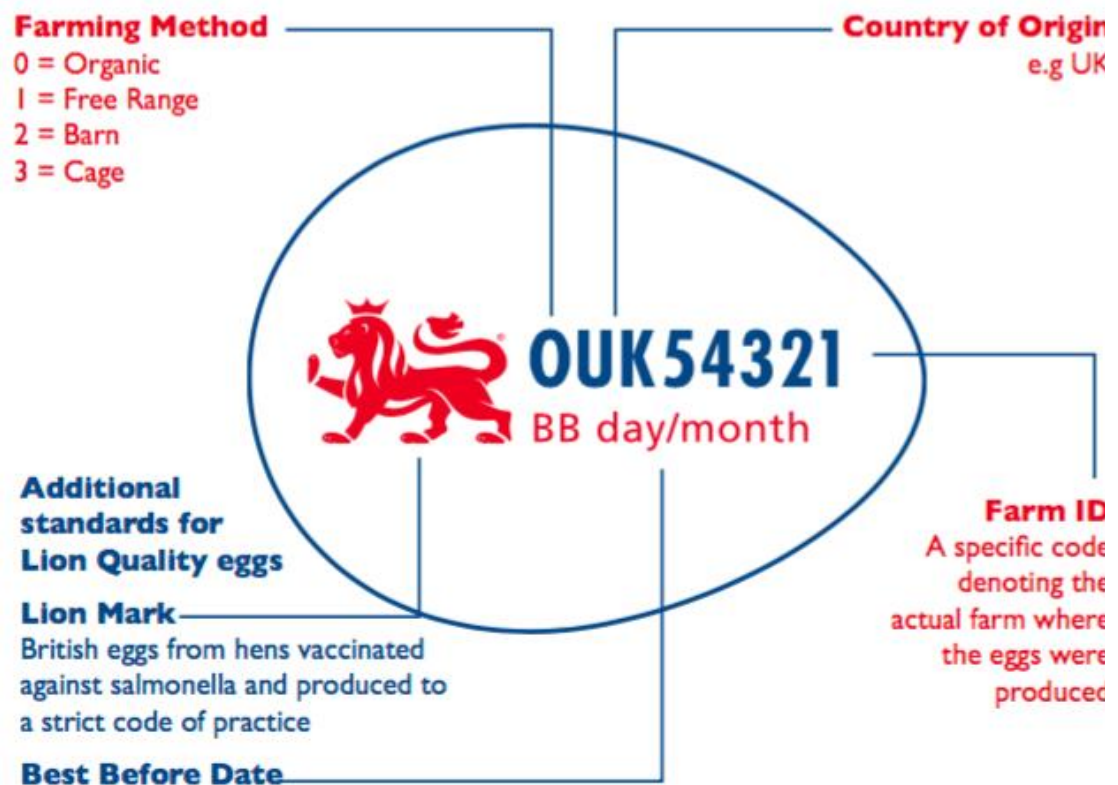 Farming Method
0 = Organic
1 = Free Range
2 = Barn
3 = Cage
Country of Origin
e.g UK
OUK54321
BB day/month
Additional
standards for
Lion Quality eggs
Lion Mark
British eggs from hens vaccinated
against salmonella and produced to
a strict code of practice
Best Before Date
Farm ID
A specific code
denoting the
actual farm where
the eggs were
produced